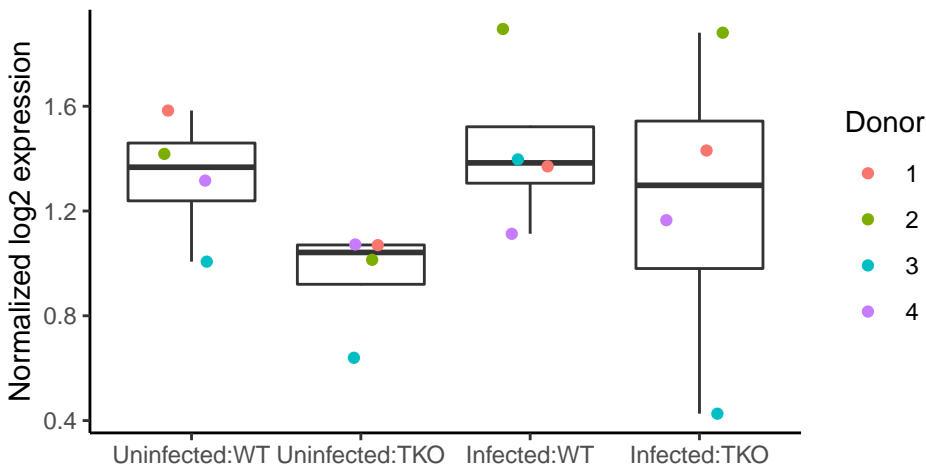 Normalized log2 expression
1.6
1.2
0.8
0.4
Uninfected:WT
Uninfected:TKO
Infected:WT
Infected:TKO
Donor
1
2
3
4